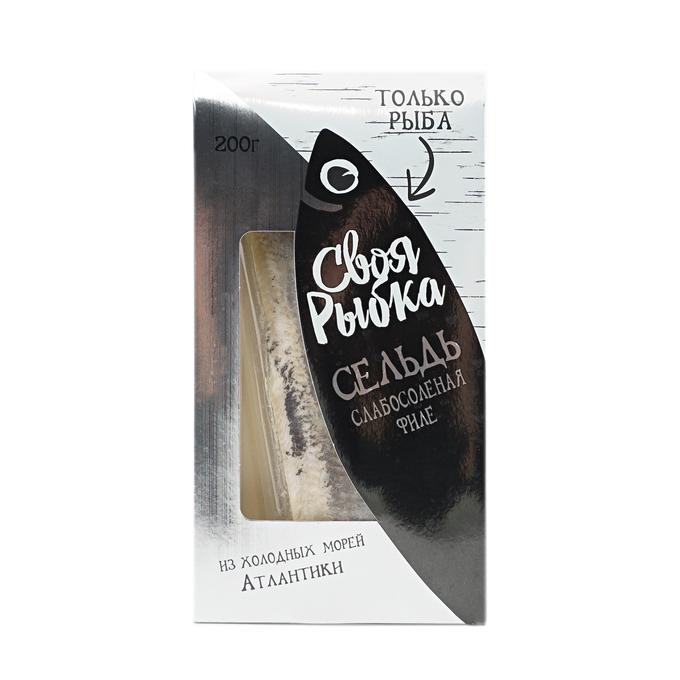 ТОЛЬКО
РЫБА
200г
Своя
Рыбка
СЕЛЬДЬ
СЛАБОСОЛЕНАЯ
ФИЛЕ
ИЗ ХОЛОДНЫХ МОРЕЙ
АТЛАНТИКИ